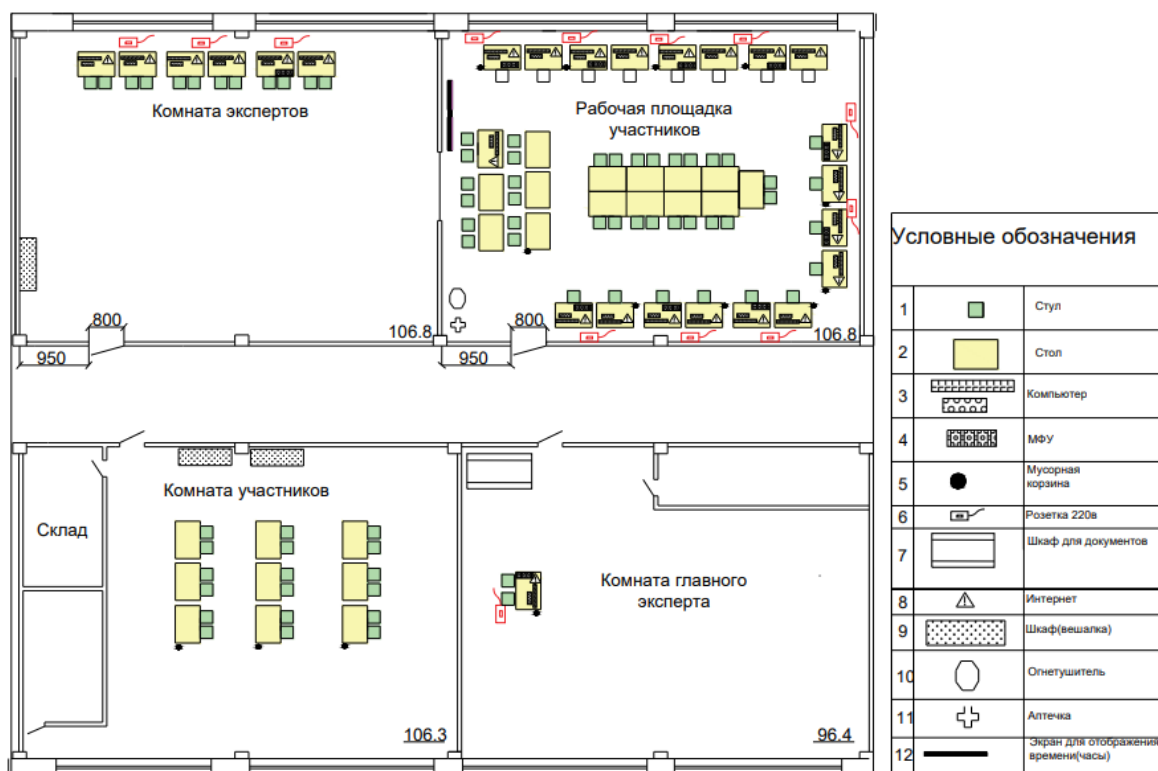 Комната экспертов
Рабочая площадка
участников
800
950
106.8
800
950
106.8
Комната участников
Склад
Комната главного
эксперта
106.3
96.4
Условные обозначения
1 Стул
2 Стол
3 Компьютер
4 МФУ
5 Мусорная
корзина
6 Розетка 220в
7 Шкаф для документов
8 Интернет
9 Шкаф(вешалка)
10 Огнетушитель
11 Аптечка
12 Экран для отображения
времени(часы)